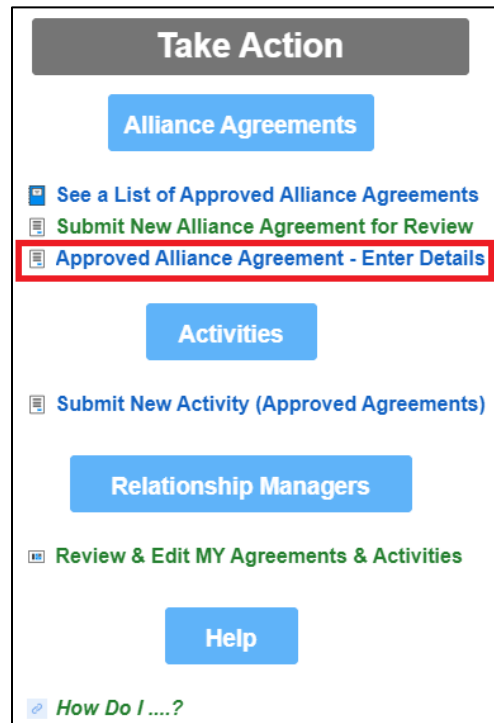 Take Action
Alliance Agreements
See a List of Approved Alliance Agreements
Submit New Alliance Agreement for Review
Approved Alliance Agreement - Enter Details
Activities
Submit New Activity (Approved Agreements)
Relationship Managers
Review & Edit MY Agreements & Activities
Help
How Do I ....?